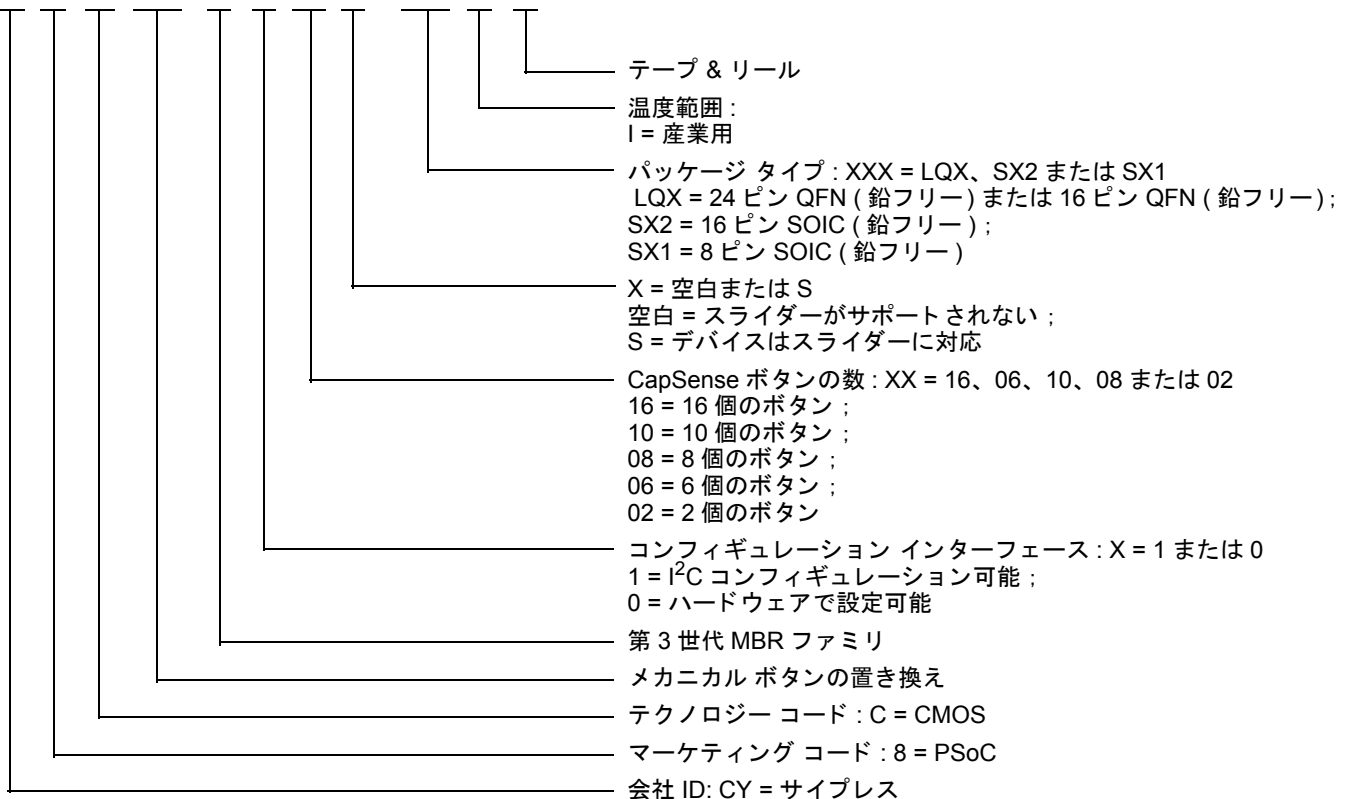 テープ & リール
温度範囲 :
I = 産業用
パッケージ タイプ : XXX = LQX、SX2 または SX1
LQX = 24 ピン QFN ( 鉛フリー ) または 16 ピン QFN ( 鉛フリー ) ;
SX2 = 16 ピン SOIC ( 鉛フリー ) ;
SX1 = 8 ピン SOIC ( 鉛フリー )
X = 空白または S
空白 = スライダーがサポートされない ;
S = デバイスはスライダーに対応
CapSense ボタンの数 : XX = 16、06、10、08 または 02
16 = 16 個のボタン ;
10 = 10 個のボタン ;
08 = 8 個のボタン ;
06 = 6 個のボタン ;
02 = 2 個のボタン
コンフィギュレーション インターフェース : X = 1 または 0
1 = I²C コンフィギュレーション可能 ;
0 = ハードウェアで設定可能
第 3 世代 MBR ファミリ
メカニカル ボタンの置き換え
テクノロジー コード : C = CMOS
マーケティング コード : 8 = PSoC
会社 ID: CY = サイプレス